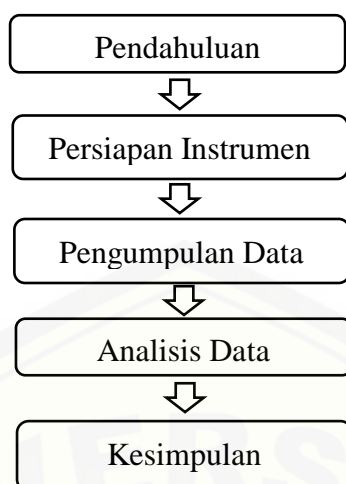 Pendahuluan
Persiapan Instrumen
Pengumpulan Data
Analisis Data
Kesimpulan